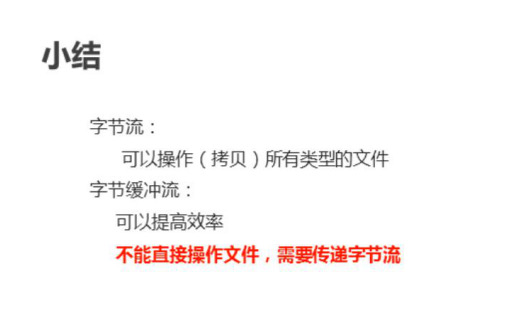 小结
字节流：
可以操作（拷贝）所有类型的文件
字节缓冲流：
可以提高效率
不能直接操作文件，需要传递字节流